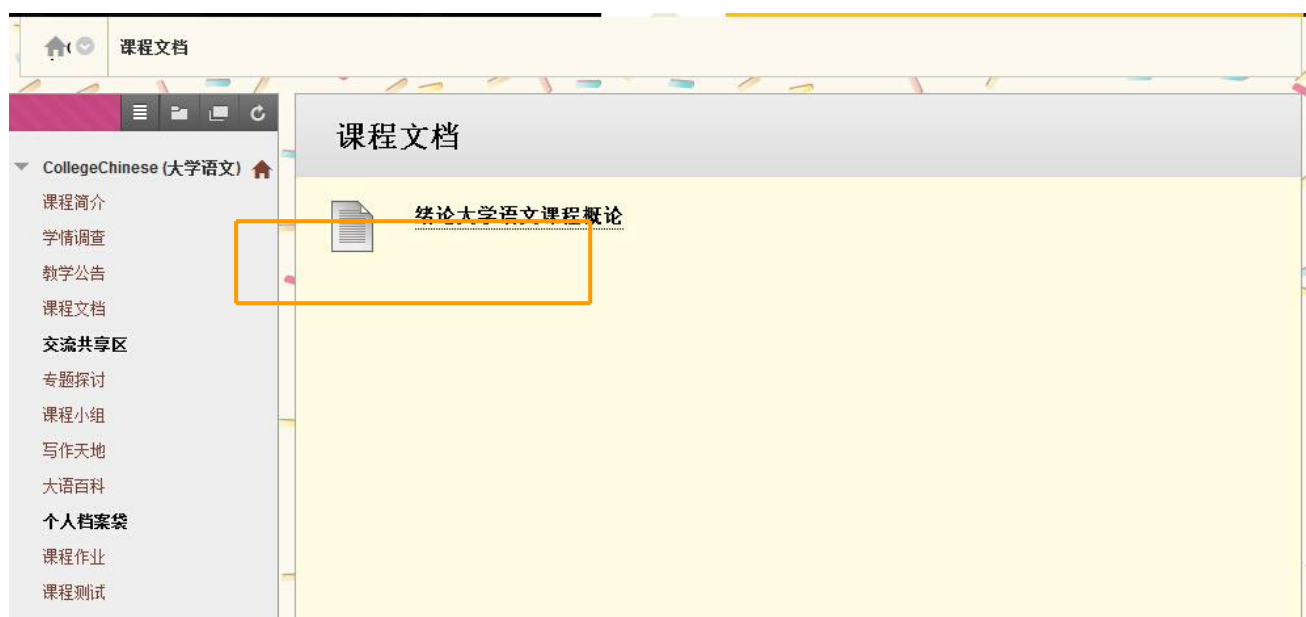 课程文档
课程文档
CollegeChinese (大学语文)
课程简介
学情调查
教学公告
课程文档
交流共享区
专题探讨
课程小组
写作天地
大语百科
个人档案袋
课程作业
课程测试
绪论大学语文课程概论